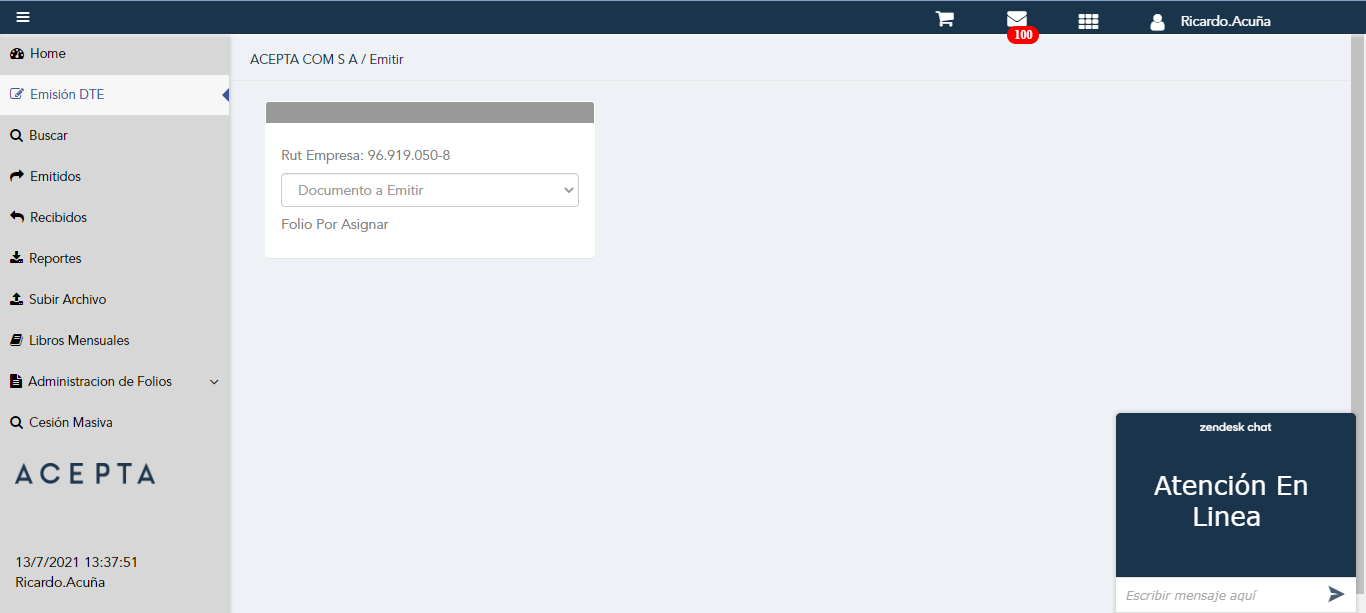 Ricardo.Acuña
100
Home
ACEPTA COM S A / Emitir
Emisión DTE
Buscar
Emitidos
Recibidos
Reportes
Subir Archivo
Libros Mensuales
Administracion de Folios
Cesión Masiva
ACEPTA
13/7/2021 13:37:51
Ricardo.Acuña
Rut Empresa: 96.919.050-8
Documento a Emitir
Folio Por Asignar
zendesk chat
Atención En
Linea
Escribir mensaje aquí